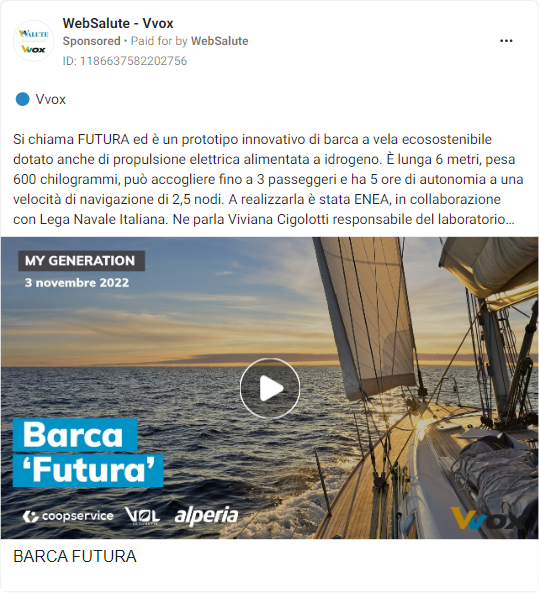 WebSalute - Vvox
Sponsored • Paid for by WebSalute
ID: 1186637582202756
SALUTE
Vvox
Vvox
Si chiama FUTURA ed è un prototipo innovativo di barca a vela ecosostenibile
dotato anche di propulsione elettrica alimentata a idrogeno. È lunga 6 metri, pesa
600 chilogrammi, può accogliere fino a 3 passeggeri e ha 5 ore di autonomia a una
velocità di navigazione di 2,5 nodi. A realizzarla è stata ENEA, in collaborazione
con Lega Navale Italiana. Ne parla Viviana Cigolotti responsabile del laboratorio...
MY GENERATION
3 novembre 2022
Barca
‘Futura’
coopservice VOL alperia
Vvox
BARCA FUTURA